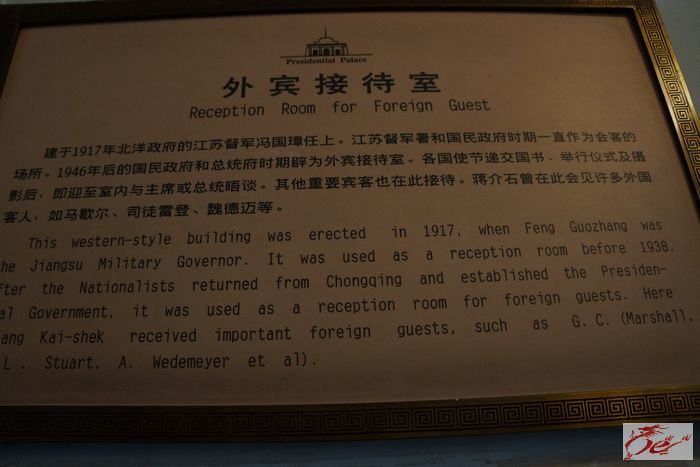 Presidential Palace
外宾接待室
Reception Room for Foreign Guest
建于1917年北洋政府的江苏督军冯国璋任上。江苏督军署和国民政府时期一直作为会客的
场所。1946年后的国民政府和总统府时期辟为外宾接待室。各国使节递交国书、举行仪式及摄
影后，即迎至室内与主席或总统晤谈。其他重要宾客也在此接待。蒋介石曾在此会见许多外国
客人，如马歇尔、司徒雷登、魏德迈等。
This western-style building was erected in 1917, when Feng Guozhang was
he Jiangsu Military Governor. It was used as a reception room before 1938.
fter the Nationalists returned from Chongqing and established the Presiden-
al Government, it was used as a reception room for foreign guests. Here
ang Kai-shek received important foreign guests, such as G. C. (Marshall,
L. Stuart, A. Wedemeyer et al).